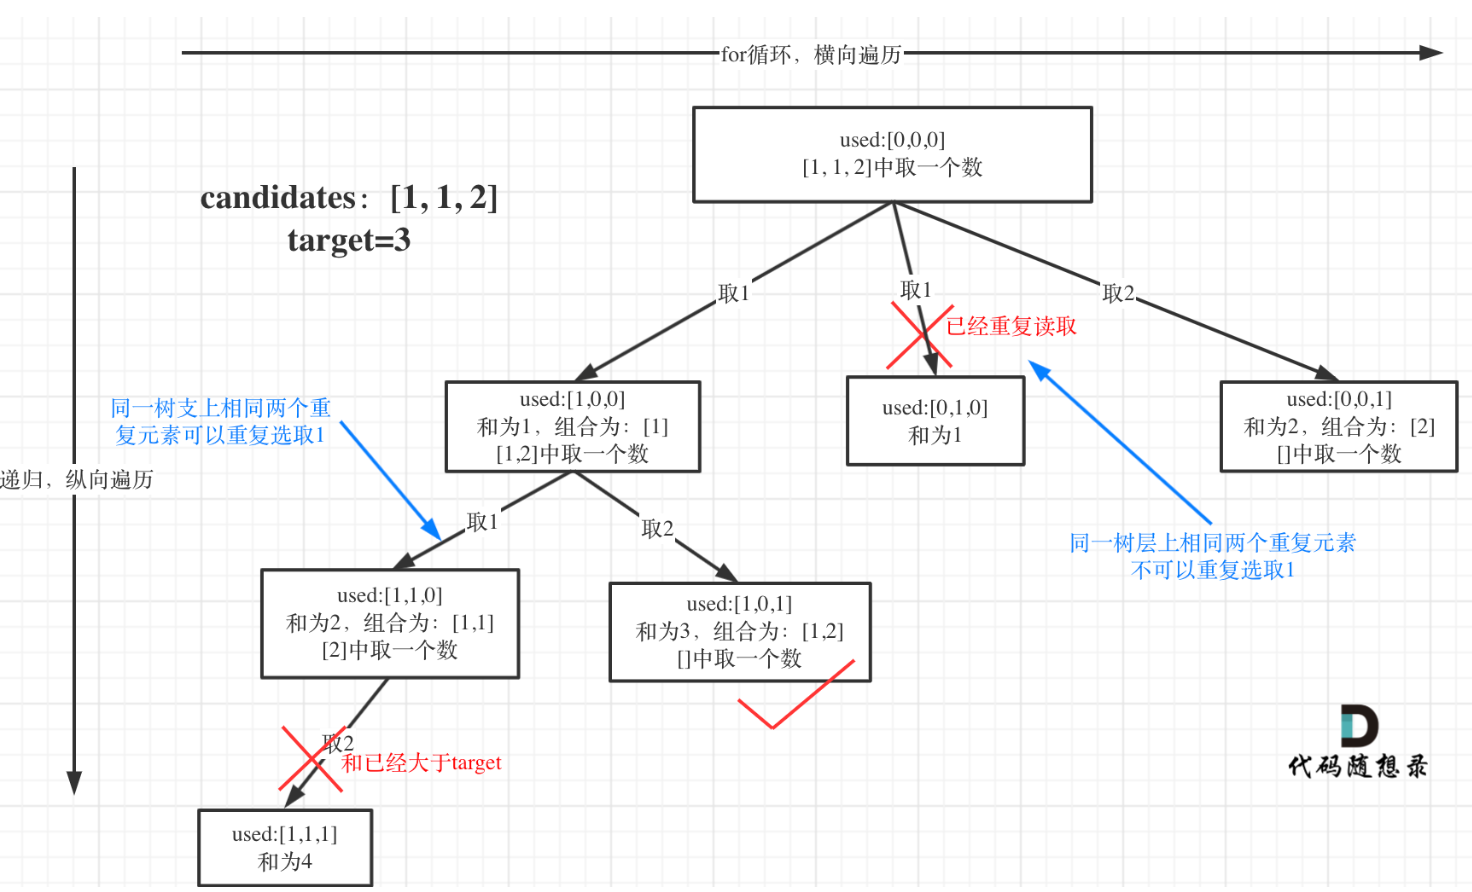 for循环，横向遍历
used:[0,0,0]
[1, 1, 2]中取一个数
candidates：[1, 1, 2]
target=3
取1
取1
取2
已经重复读取
同一树支上相同两个重
复元素可以重复选取1
used:[1,0,0]
和为1，组合为：[1]
[1,2]中取一个数
used:[0,1,0]
和为1
used:[0,0,1]
和为2，组合为：[2]
[]中取一个数
递归，纵向遍历
取1
取2
同一树层上相同两个重复元素
不可以重复选取1
used:[1,1,0]
和为2，组合为：[1,1]
[2]中取一个数
used:[1,0,1]
和为3，组合为：[1,2]
[]中取一个数
取2
和已经大于target
代码随想录
used:[1,1,1]
和为4